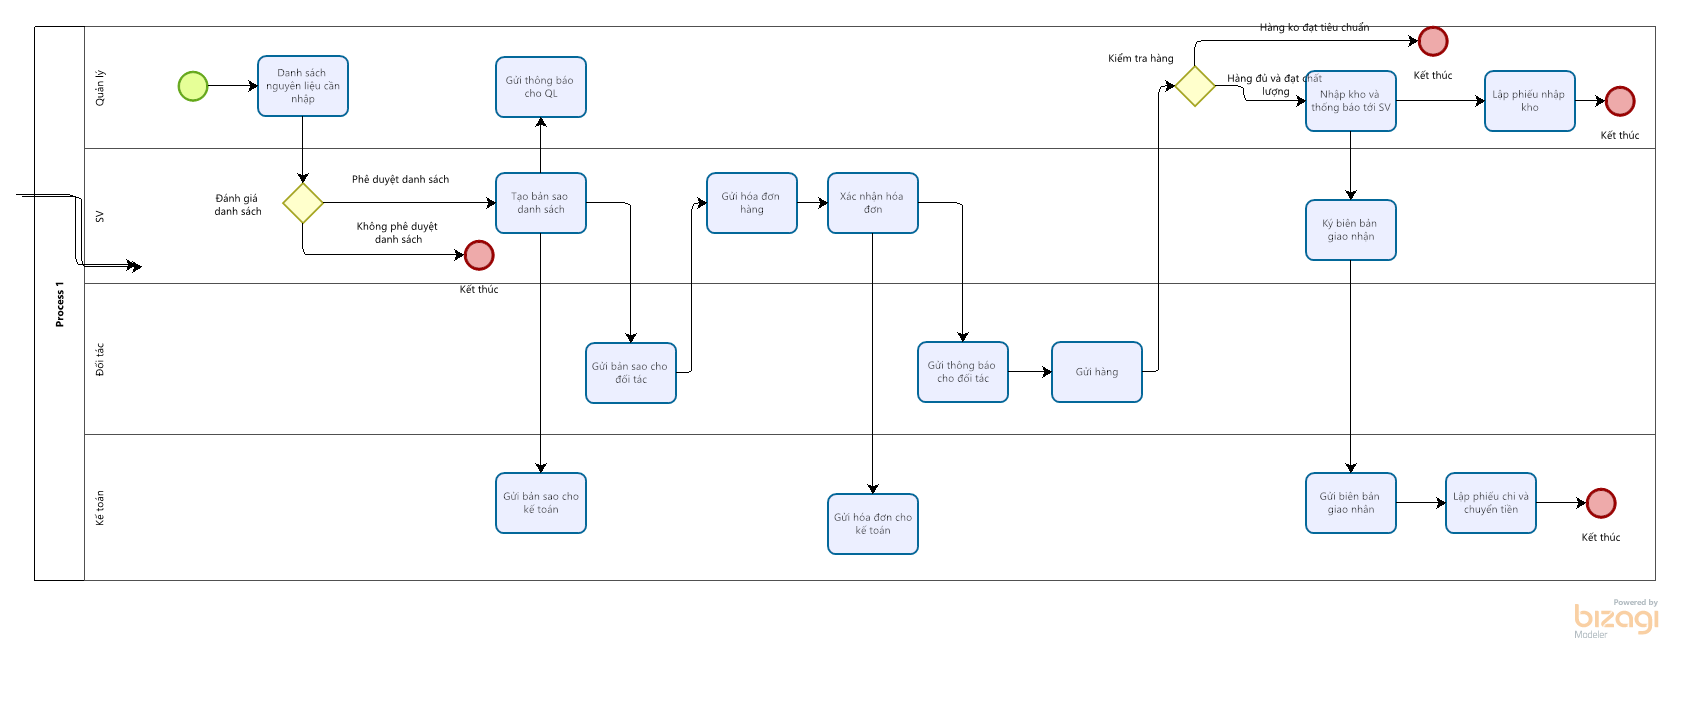 Process 1
Quản lý
Danh sách
nguyên liệu cần
nhập
Gửi thông báo
cho QL
Kiểm tra hàng
Hàng ko đạt tiêu chuẩn
Kết thúc
Hàng đủ và đạt chất
lượng
Nhập kho và
thống báo tới SV
Lập phiếu nhập
kho
Kết thúc
SV
Đánh giá
danh sách
Phê duyệt danh sách
Không phê duyệt
danh sách
Kết thúc
Tạo bản sao
danh sách
Gửi hóa đơn
hàng
Xác nhận hóa
đơn
Ký biên bản
giao nhận
Đối tác
Gửi bản sao cho
đối tác
Gửi thông báo
cho đối tác
Gửi hàng
Kế toán
Gửi bản sao cho
kế toán
Gửi hóa đơn cho
kế toán
Gửi biên bản
giao nhân
Lập phiếu chi và
chuyển tiền
Kết thúc
Powered by
bizagi
Modeler